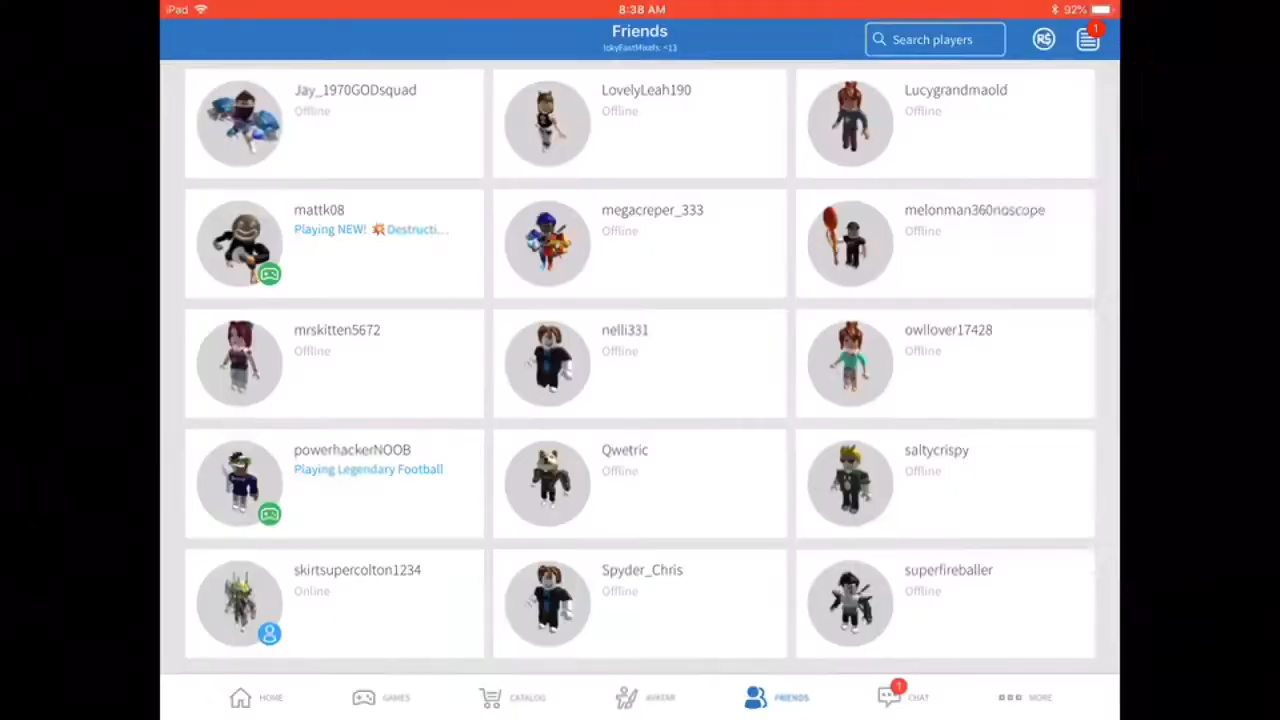 iPad 8:38 AM 92%
Friends
IckyFastMixels: <13
Search players
R$ 1
Jay_1970GODsquad LovelyLeah190 Lucygrandmaold
Offline Offline Offline
mattk08 megacreper_333 melonman360noscope
Playing NEW! 💥Destructi... Offline Offline
mrskitten5672 nelli331 owllover17428
Offline Offline Offline
powerhackerNOOB Qwetric saltycrispy
Playing Legendary Football Offline Offline
skirtsupercolton1234 Spyder_Chris superfireballer
Online Offline Offline
HOME GAMES CATALOG AVATAR FRIENDS 1 CHAT MORE